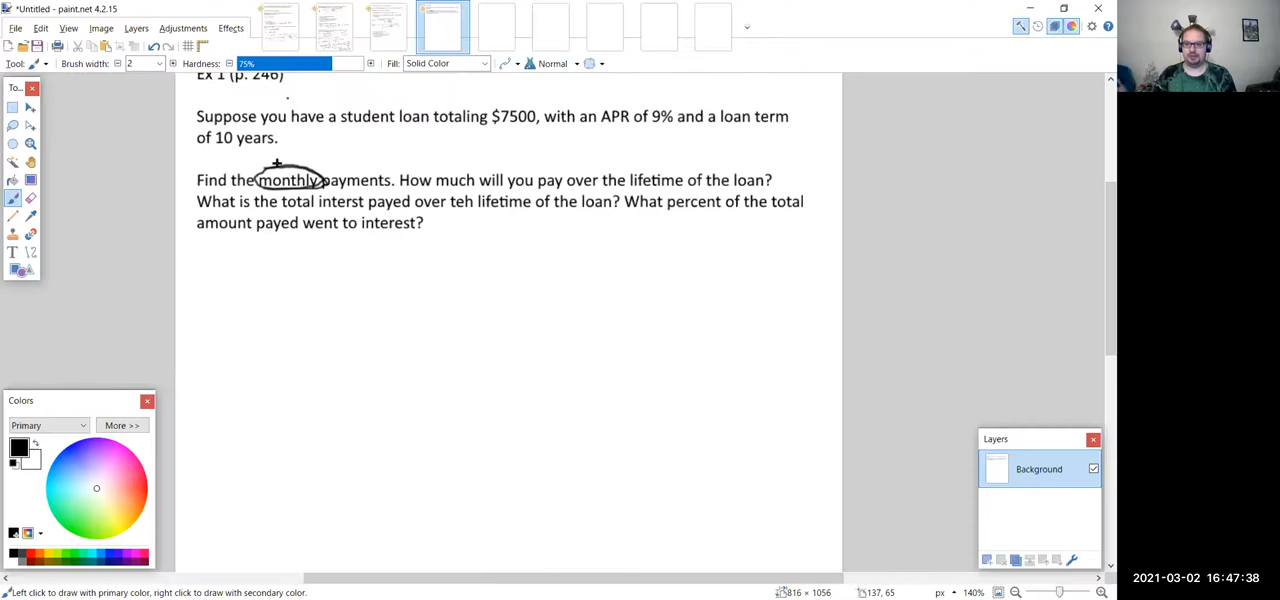 *Untitled - paint.net 4.2.15
File Edit View Image Layers Adjustments Effects
Tool: Brush width: 2 Hardness: 75% Fill: Solid Color Normal
To...
Ex 1 (p. 246)
Suppose you have a student loan totaling $7500, with an APR of 9% and a loan term
of 10 years.
Find the monthly payments. How much will you pay over the lifetime of the loan?
What is the total interst payed over teh lifetime of the loan? What percent of the total
amount payed went to interest?
Colors
Primary More >>
Layers
Background
2021-03-02 16:47:38
Left click to draw with primary color, right click to draw with secondary color. 816 × 1056 137, 65 px 140%